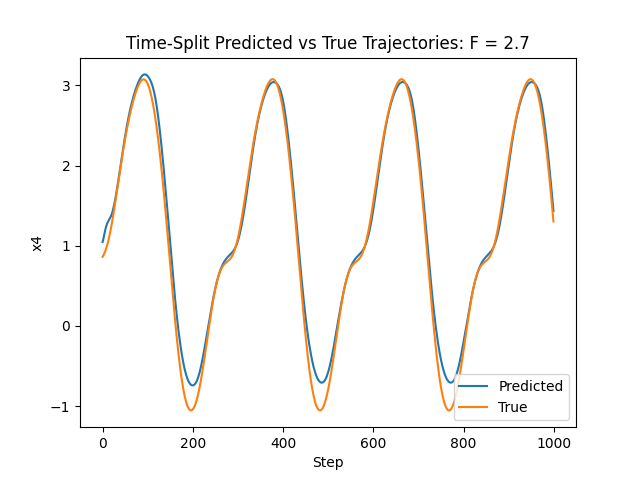 Time-Split Predicted vs True Trajectories: F = 2.7
3
2
1
0
−1
x4
0
200
400
600
800
1000
Step
Predicted
True